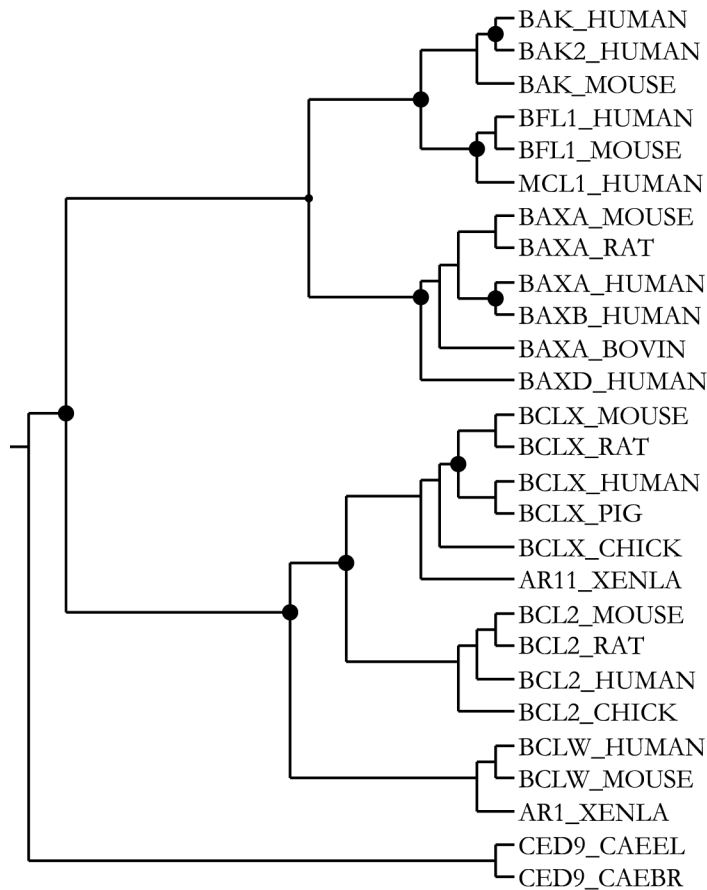 BAK_HUMAN
BAK2_HUMAN
BAK_MOUSE
BFL1_HUMAN
BFL1_MOUSE
MCL1_HUMAN
BAXA_MOUSE
BAXA_RAT
BAXA_HUMAN
BAXB_HUMAN
BAXA_BOVIN
BAXD_HUMAN
BCLX_MOUSE
BCLX_RAT
BCLX_HUMAN
BCLX_PIG
BCLX_CHICK
AR11_XENLA
BCL2_MOUSE
BCL2_RAT
BCL2_HUMAN
BCL2_CHICK
BCLW_HUMAN
BCLW_MOUSE
AR1_XENLA
CED9_CAEEL
CED9_CAEBR